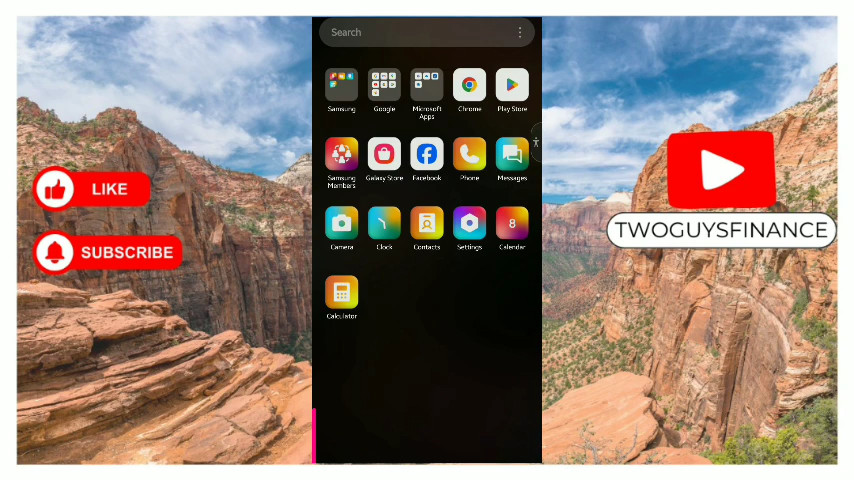 Search
Samsung
Google
Microsoft Apps
Chrome
Play Store
LIKE
SUBSCRIBE
TWOGUYSFINANCE
Samsung Members
Galaxy Store
Facebook
Phone
Messages
Camera
Clock
Contacts
Settings
8
Calendar
Calculator